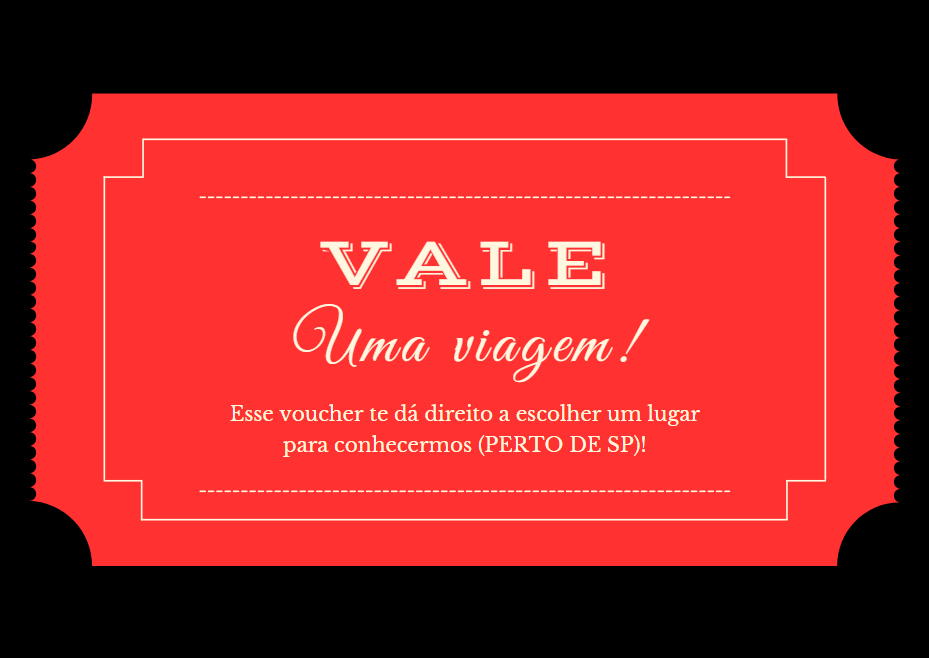 VALE
Uma viagem!
Esse voucher te dá direito a escolher um lugar
para conhecermos (PERTO DE SP)!